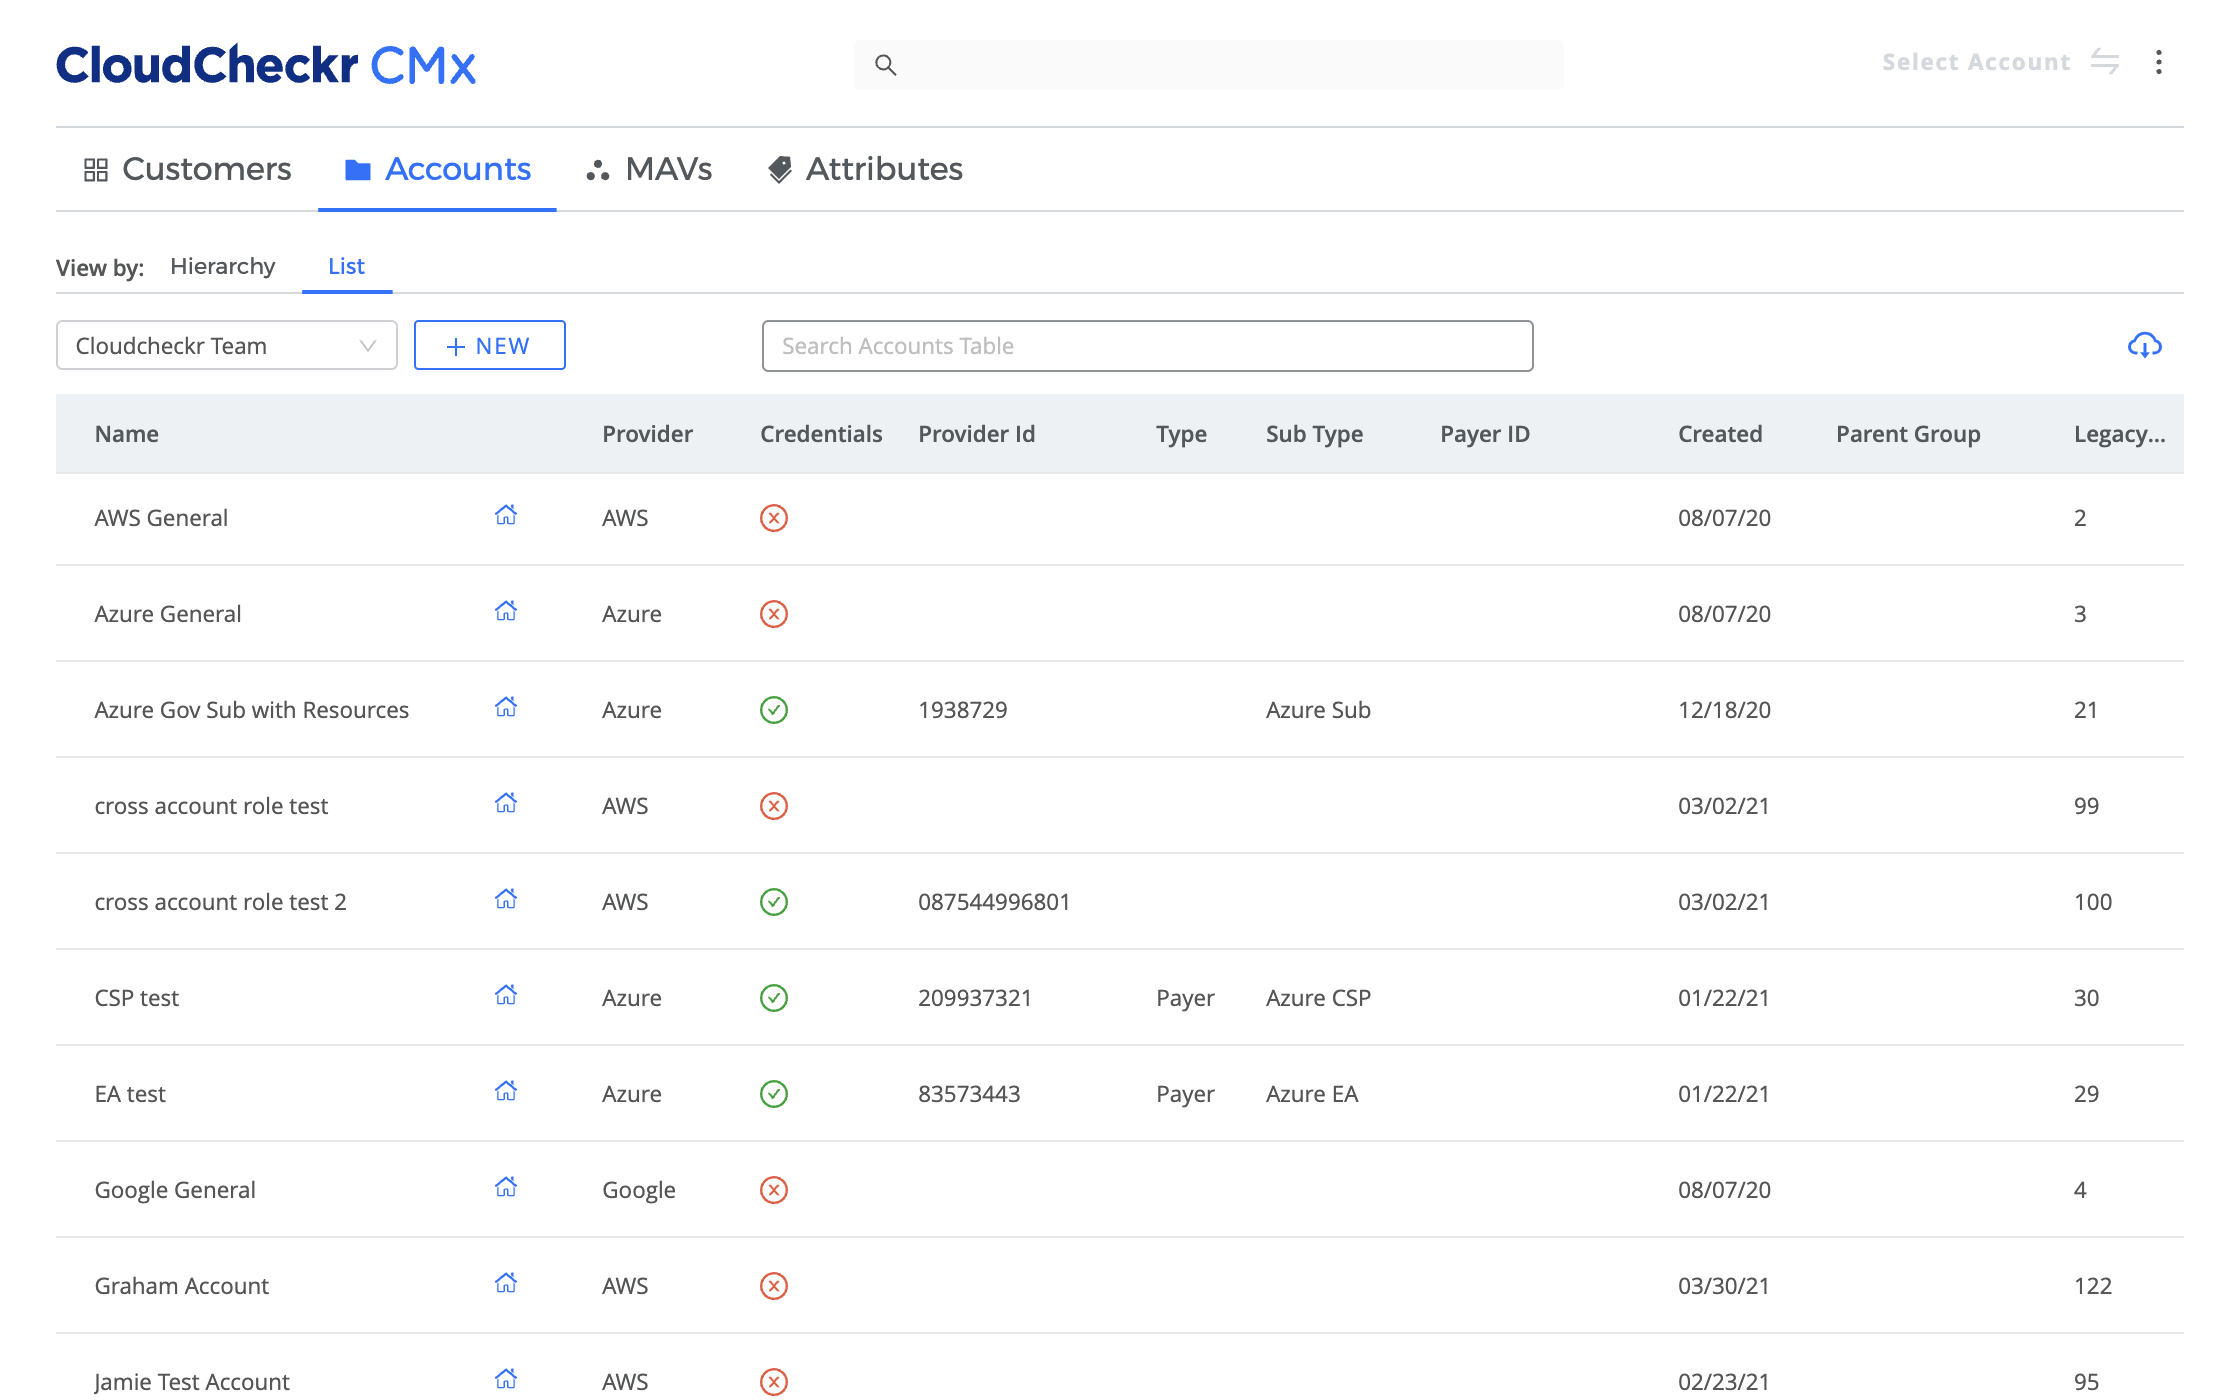 CloudCheckr CMx
Select Account
Customers Accounts MAVs Attributes
View by: Hierarchy List
Cloudcheckr Team + NEW Search Accounts Table
Name Provider Credentials Provider Id Type Sub Type Payer ID Created Parent Group Legacy...
AWS General AWS 08/07/20 2
Azure General Azure 08/07/20 3
Azure Gov Sub with Resources Azure 1938729 Azure Sub 12/18/20 21
cross account role test AWS 03/02/21 99
cross account role test 2 AWS 087544996801 03/02/21 100
CSP test Azure 209937321 Payer Azure CSP 01/22/21 30
EA test Azure 83573443 Payer Azure EA 01/22/21 29
Google General Google 08/07/20 4
Graham Account AWS 03/30/21 122
Jamie Test Account AWS 02/23/21 95